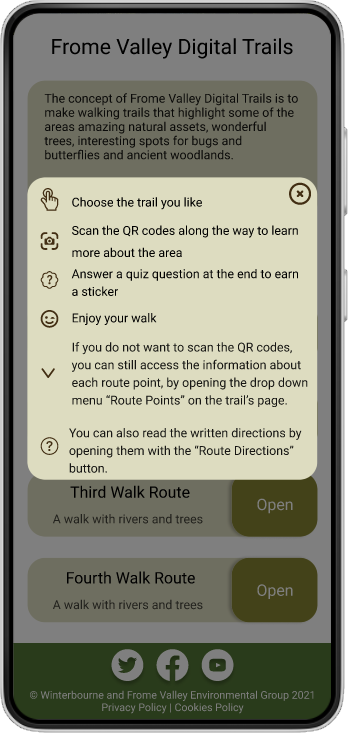 Frome Valley Digital Trails
The concept of Frome Valley Digital Trails is to
make walking trails that highlight some of the
areas amazing natural assets, wonderful
trees, interesting spots for bugs and
butterflies and ancient woodlands.
Choose the trail you like
Scan the QR codes along the way to learn
more about the area
Answer a quiz question at the end to earn
a sticker
Enjoy your walk
If you do not want to scan the QR codes,
you can still access the information about
each route point, by opening the drop down
menu “Route Points” on the trail’s page.
You can also read the written directions by
opening them with the “Route Directions”
button.
Third Walk Route
A walk with rivers and trees
Open
Fourth Walk Route
A walk with rivers and trees
Open
© Winterbourne and Frome Valley Environmental Group 2021
Privacy Policy | Cookies Policy